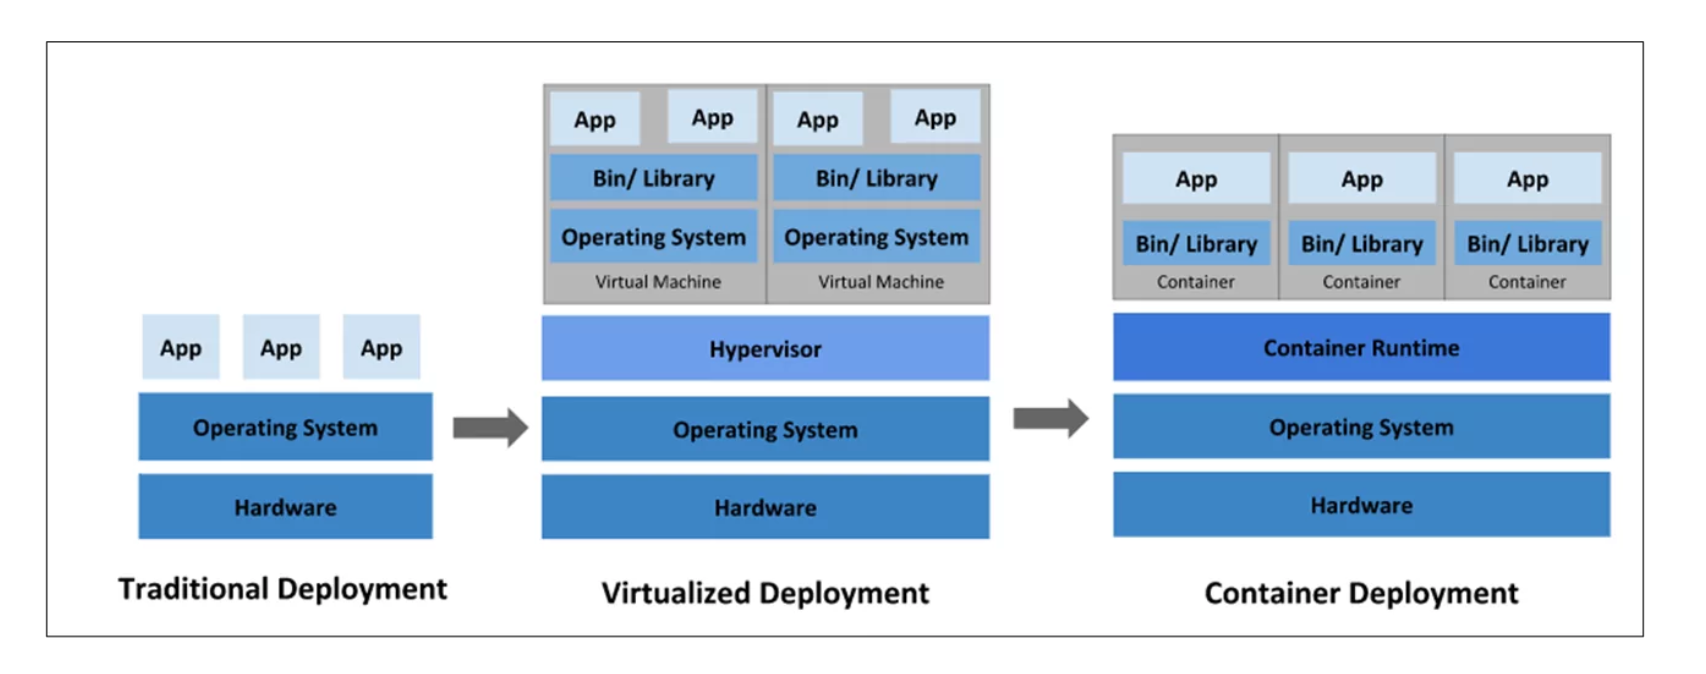 App App App
Operating System
Hardware
Traditional Deployment
App App App App
Bin/ Library Bin/ Library
Operating System Operating System
Virtual Machine Virtual Machine
Hypervisor
Operating System
Hardware
Virtualized Deployment
App App App
Bin/ Library Bin/ Library Bin/ Library
Container Container Container
Container Runtime
Operating System
Hardware
Container Deployment